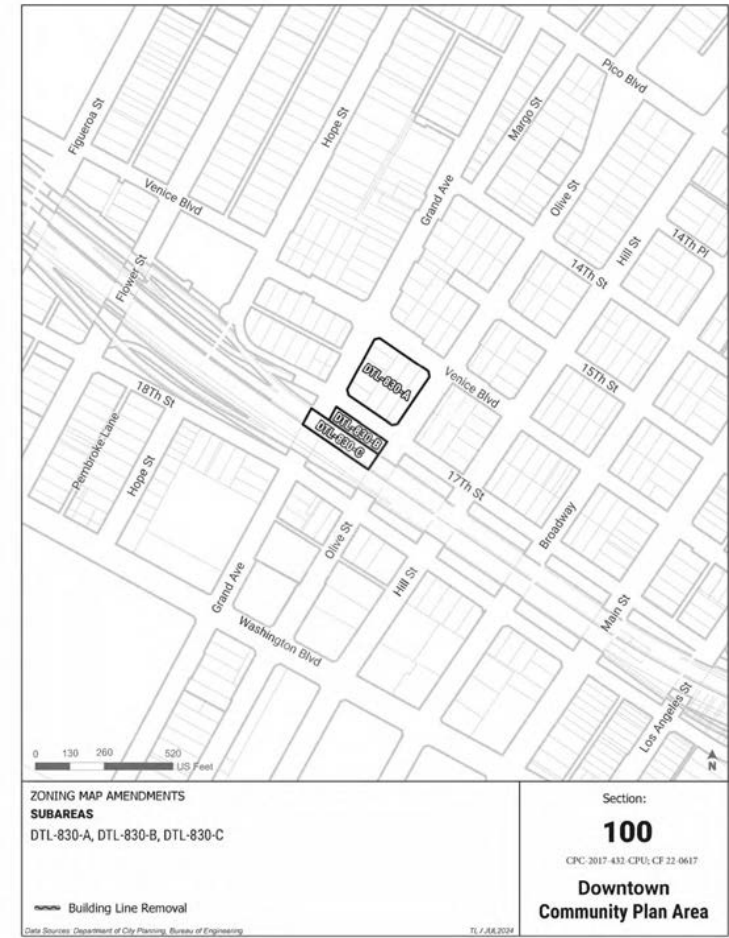 Pico Blvd
Figueroa St
Hope St
Margo St
Olive St
Grand Ave
Venice Blvd
Hill St
14Th Pl
14Th St
Flower St
15Th St
DTL-830-A
Venice Blvd
18Th St
DTL-830-B
DTL-830-C
Pembroke Lane
Hope St
17Th St
Broadway
Olive St
Hill St
Grand Ave
Main St
Washington Blvd
Los Angeles St
0 130 260 520
US Feet
N
ZONING MAP AMENDMENTS
SUBAREAS
DTL-830-A, DTL-830-B, DTL-830-C
Building Line Removal
Data Sources: Department of City Planning, Bureau of Engineering
TL / JUL2024
Section:
100
CPC-2017-432-CPU; CF 22-0617
Downtown
Community Plan Area